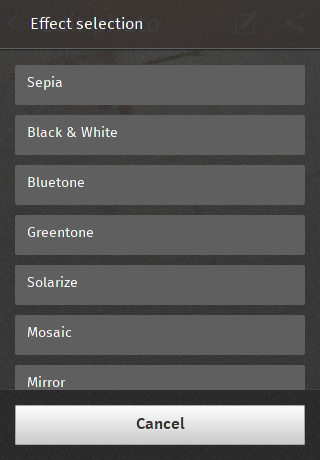 Effect selection
Sepia
Black & White
Bluetone
Greentone
Solarize
Mosaic
Mirror
Cancel